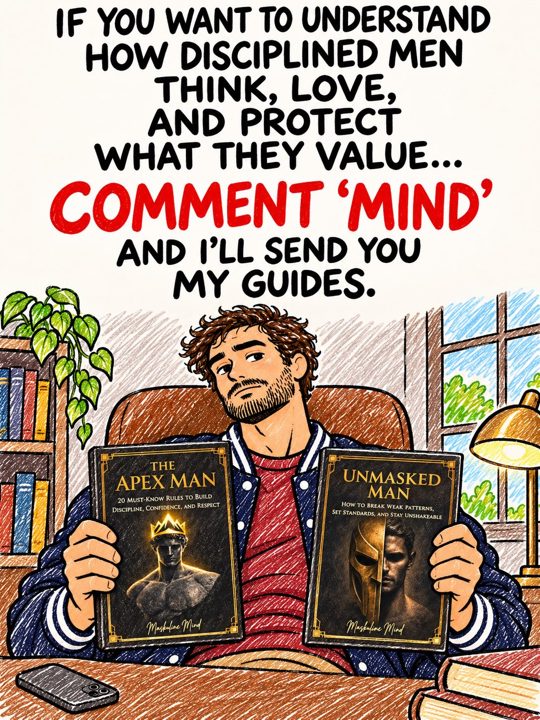 IF YOU WANT TO UNDERSTAND
HOW DISCIPLINED MEN
THINK, LOVE,
AND PROTECT
WHAT THEY VALUE...
COMMENT ‘MIND’
AND I’LL SEND YOU
MY GUIDES.
THE
APEX MAN
20 MUST-KNOW RULES TO BUILD
DISCIPLINE, CONFIDENCE, AND RESPECT
Maskuline Mind
UNMASKED
MAN
HOW TO BREAK WEAK PATTERNS,
SET STANDARDS, AND STAY UNSHAKEABLE
Maskuline Mind